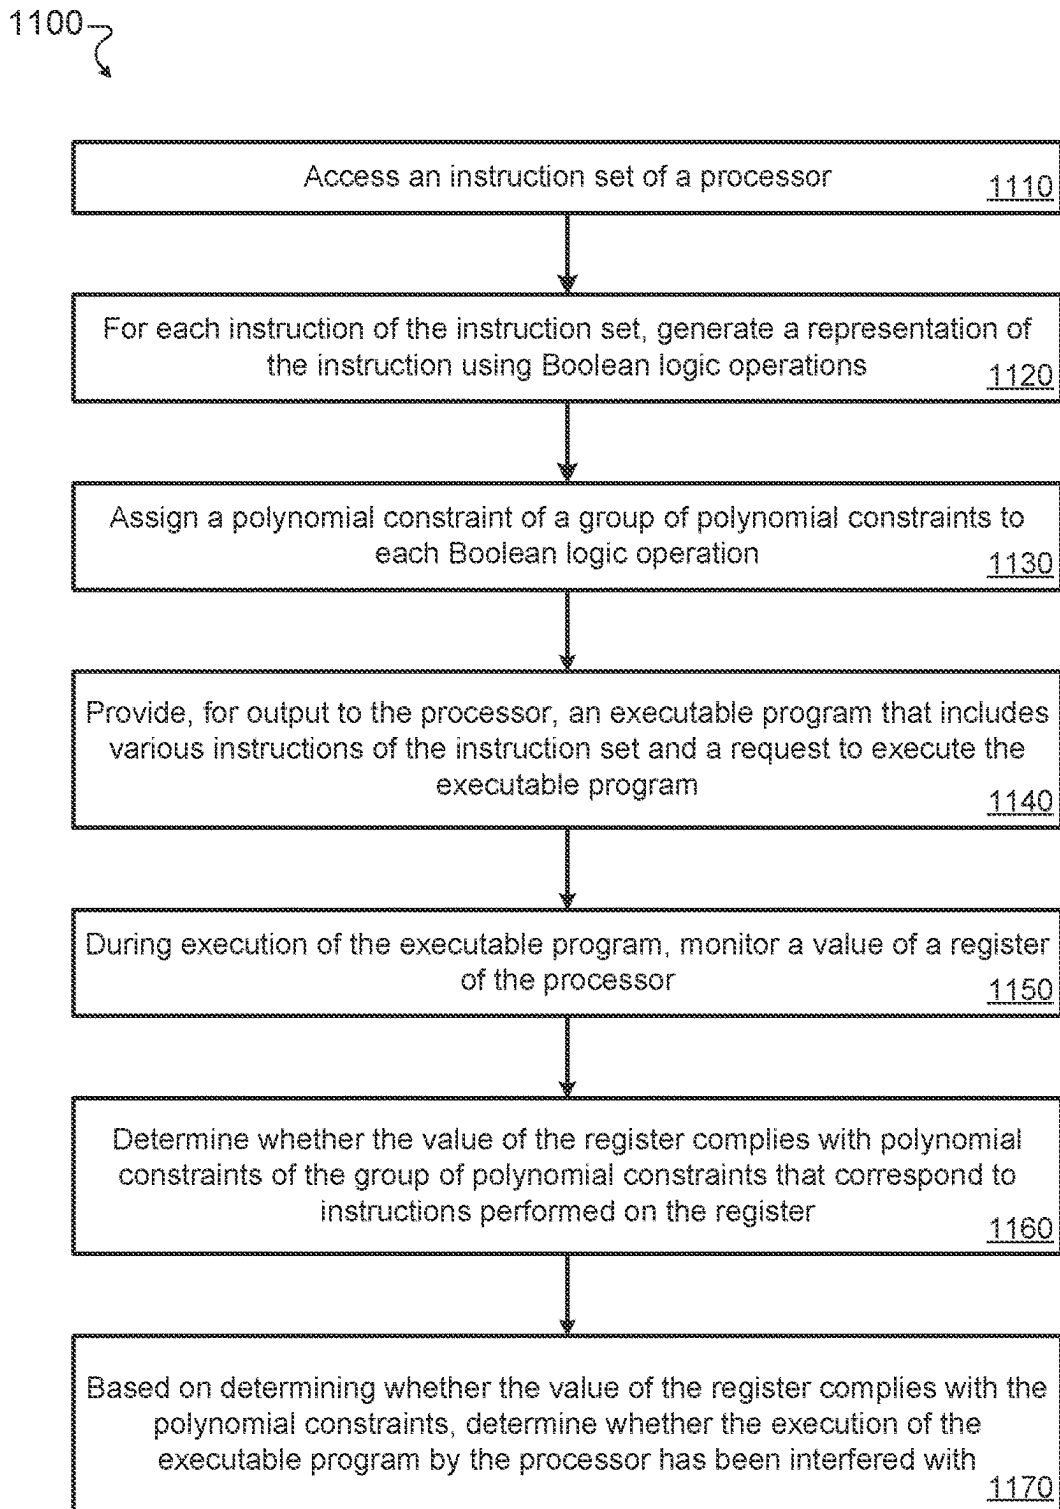 1100
Access an instruction set of a processor
1110
For each instruction of the instruction set, generate a representation of
the instruction using Boolean logic operations
1120
Assign a polynomial constraint of a group of polynomial constraints to
each Boolean logic operation
1130
Provide, for output to the processor, an executable program that includes
various instructions of the instruction set and a request to execute the
executable program
1140
During execution of the executable program, monitor a value of a register
of the processor
1150
Determine whether the value of the register complies with polynomial
constraints of the group of polynomial constraints that correspond to
instructions performed on the register
1160
Based on determining whether the value of the register complies with the
polynomial constraints, determine whether the execution of the
executable program by the processor has been interfered with
1170